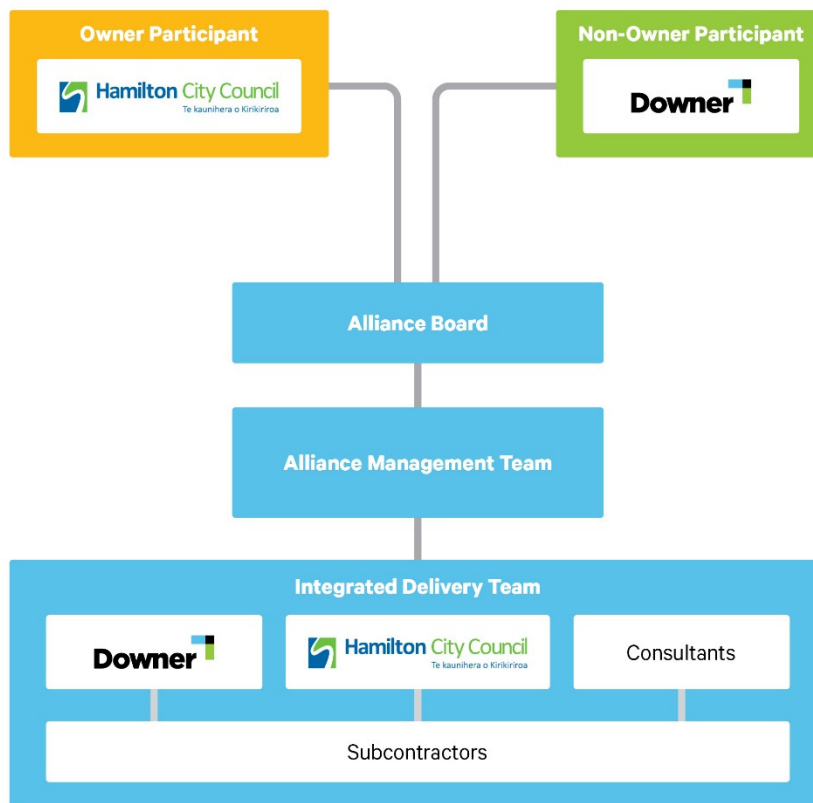 Owner Participant
Hamilton City Council
Te kaunihera o Kirikiriroa
Non-Owner Participant
Downer
Alliance Board
Alliance Management Team
Integrated Delivery Team
Downer
Hamilton City Council
Te kaunihera o Kirikiriroa
Consultants
Subcontractors